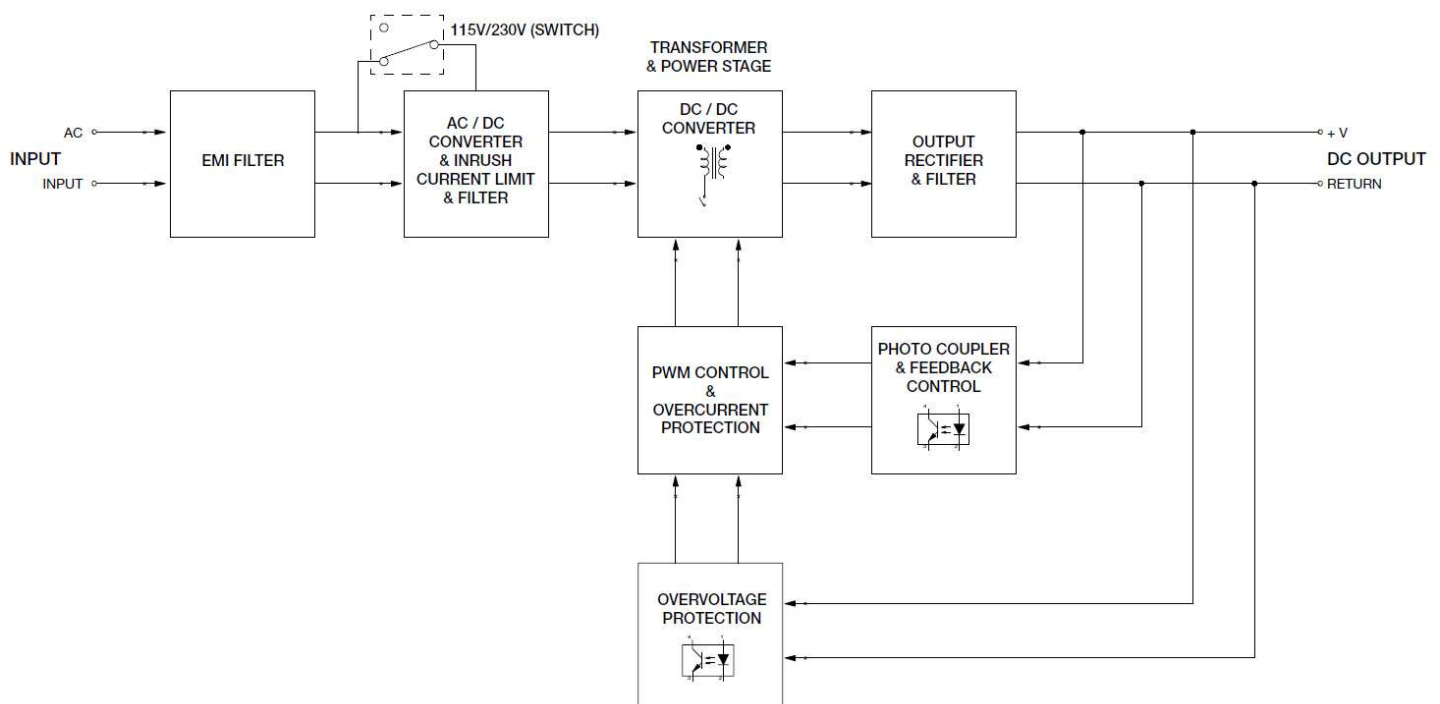 115V/230V (SWITCH)
TRANSFORMER
& POWER STAGE
AC
INPUT
INPUT
EMI FILTER
AC / DC
CONVERTER
& INRUSH
CURRENT LIMIT
& FILTER
DC / DC
CONVERTER
OUTPUT
RECTIFIER
& FILTER
+ V
DC OUTPUT
RETURN
PWM CONTROL
&
OVERCURRENT
PROTECTION
PHOTO COUPLER
& FEEDBACK
CONTROL
OVERVOLTAGE
PROTECTION